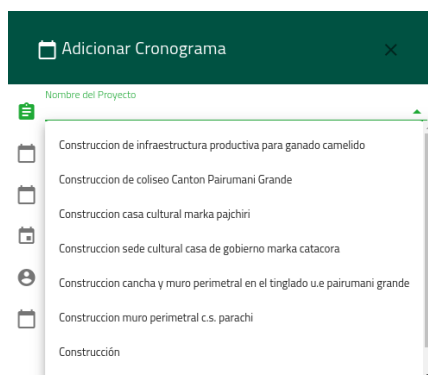 Adicionar Cronograma
Nombre del Proyecto
Construccion de infraestructura productiva para ganado camelido
Construccion de coliseo Canton Pairumani Grande
Construccion casa cultural marka pajchiri
Construccion sede cultural casa de gobierno marka catacora
Construccion cancha y muro perimetral en el tinglado u.e pairumani grande
Construccion muro perimetral c.s. parachi
Construcción